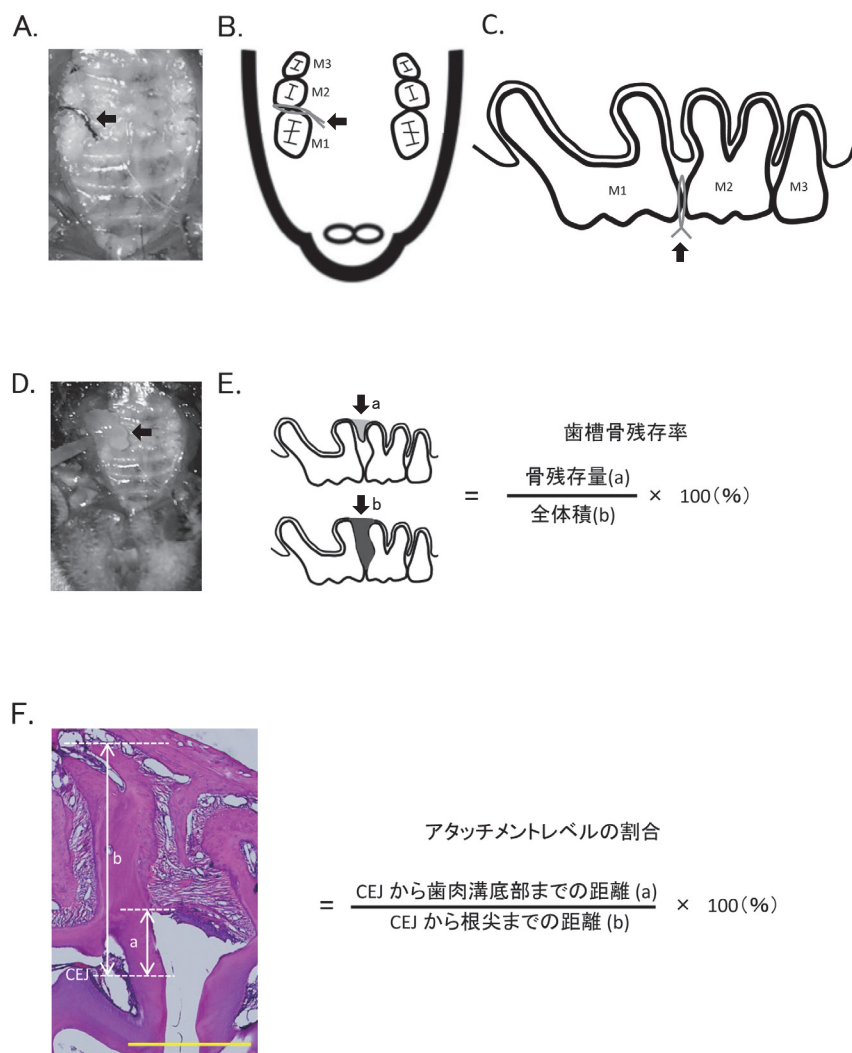 A.
B.
M3
M2
M1
C.
M1
M2
M3
D.
E.
a
b
歯槽骨残存率
=
骨残存量(a)
全体積(b)
× 100(%)
F.
b
a
CEJ
アタッチメントレベルの割合
=
CEJ から歯肉溝底部までの距離 (a)
CEJ から根尖までの距離 (b)
× 100(%)